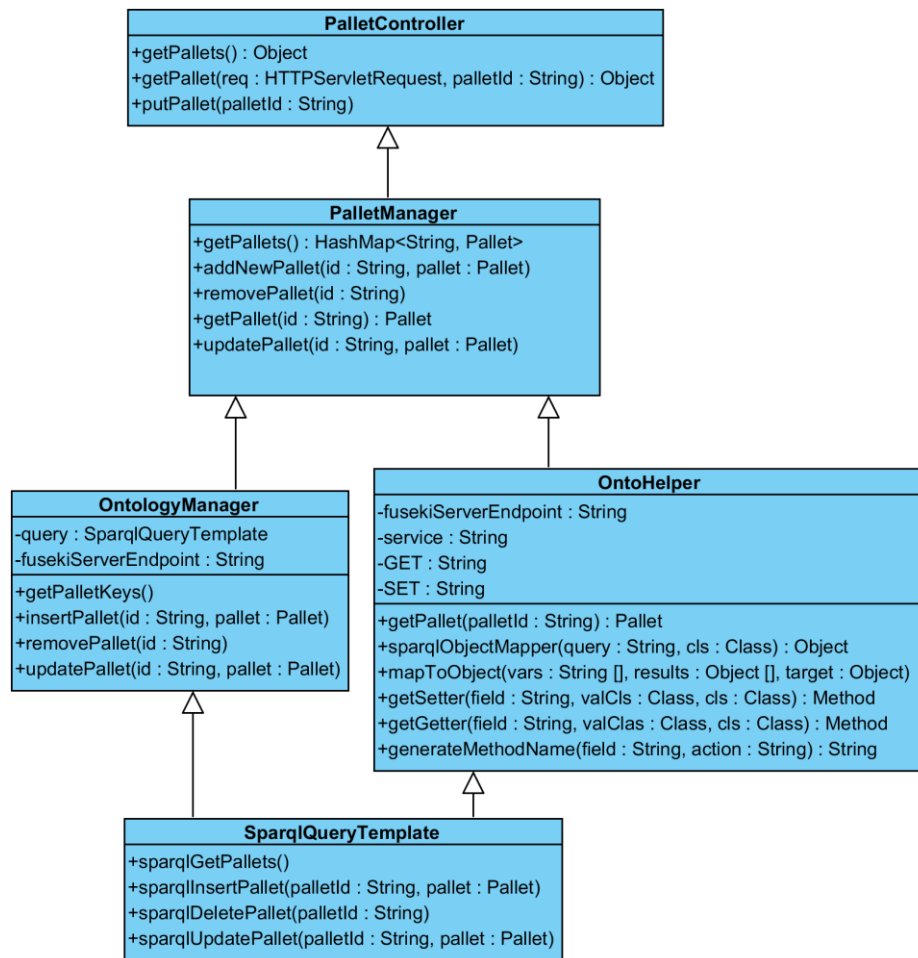 PalletController
+getPallets() : Object
+getPallet(req : HTTPServletRequest, palletId : String) : Object
+putPallet(palletId : String)
PalletManager
+getPallets() : HashMap<String, Pallet>
+addNewPallet(id : String, pallet : Pallet)
+removePallet(id : String)
+getPallet(id : String) : Pallet
+updatePallet(id : String, pallet : Pallet)
OntologyManager
-query : SparqlQueryTemplate
-fusekiServerEndpoint : String
+getPalletKeys()
+insertPallet(id : String, pallet : Pallet)
+removePallet(id : String)
+updatePallet(id : String, pallet : Pallet)
OntoHelper
-fusekiServerEndpoint : String
-service : String
-GET : String
-SET : String
+getPallet(palletId : String) : Pallet
+sparqlObjectMapper(query : String, cls : Class) : Object
+mapToObject(vars : String [], results : Object [], target : Object)
+getSetter(field : String, valCls : Class, cls : Class) : Method
+getGetter(field : String, valClas : Class, cls : Class) : Method
+generateMethodName(field : String, action : String) : String
SparqlQueryTemplate
+sparqlGetPallets()
+sparqlInsertPallet(palletId : String, pallet : Pallet)
+sparqlDeletePallet(palletId : String)
+sparqlUpdatePallet(palletId : String, pallet : Pallet)